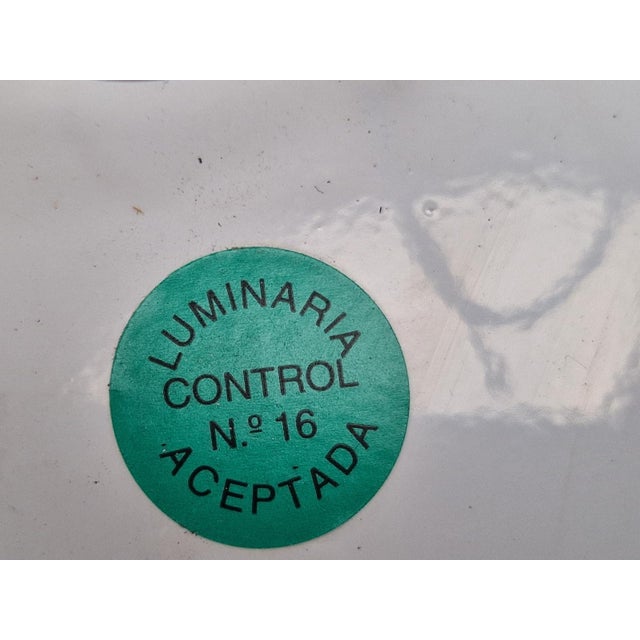 LUMINARIA
CONTROL
N.º 16
ACEPTADA